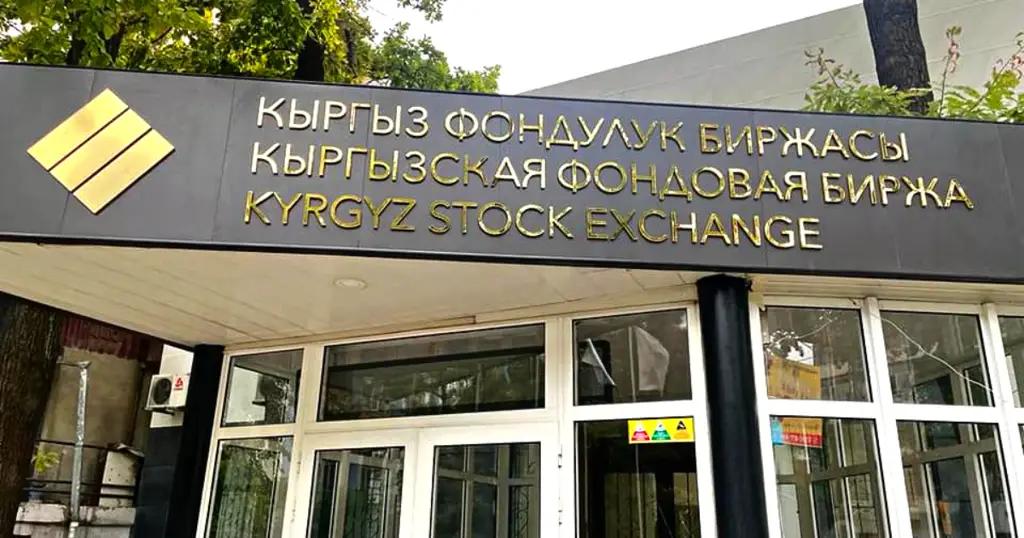 КЫРГЫЗ ФОНДУЛУК БИРЖАСЫ
КЫРГЫЗСКАЯ ФОНДОВАЯ БИРЖА
KYRGYZ STOCK EXCHANGE